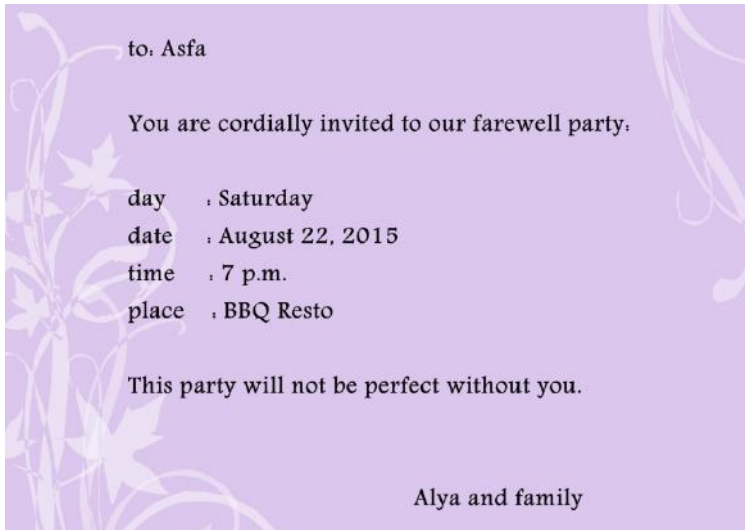 to: Asfa
You are cordially invited to our farewell party:
day : Saturday
date : August 22, 2015
time : 7 p.m.
place : BBQ Resto
This party will not be perfect without you.
Alya and family